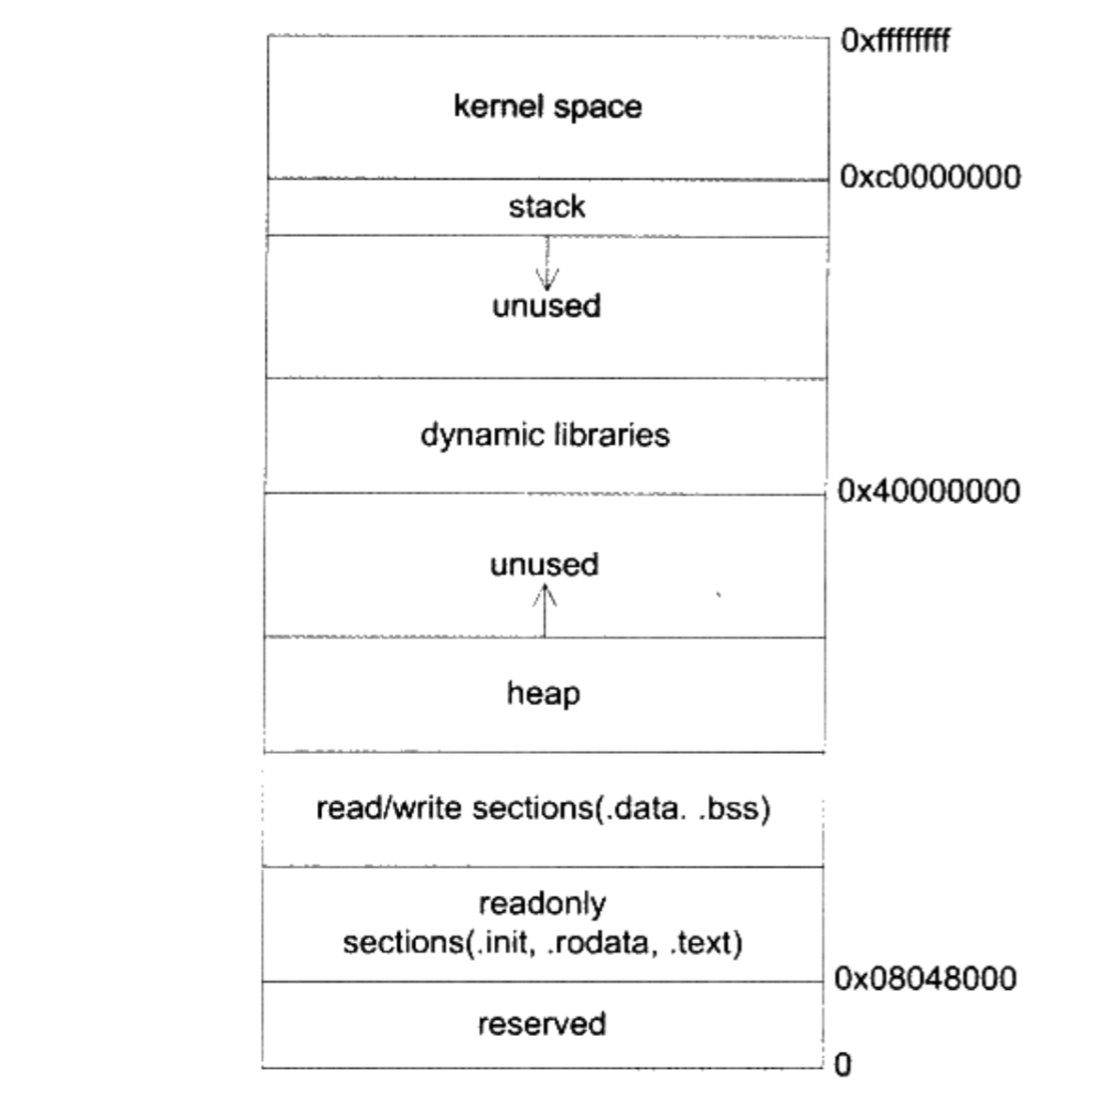 0xffffffff
kernel space
0xc0000000
stack
unused
dynamic libraries
0x40000000
unused
heap
read/write sections(.data. .bss)
readonly
sections(.init, .rodata, .text)
0x08048000
reserved
0